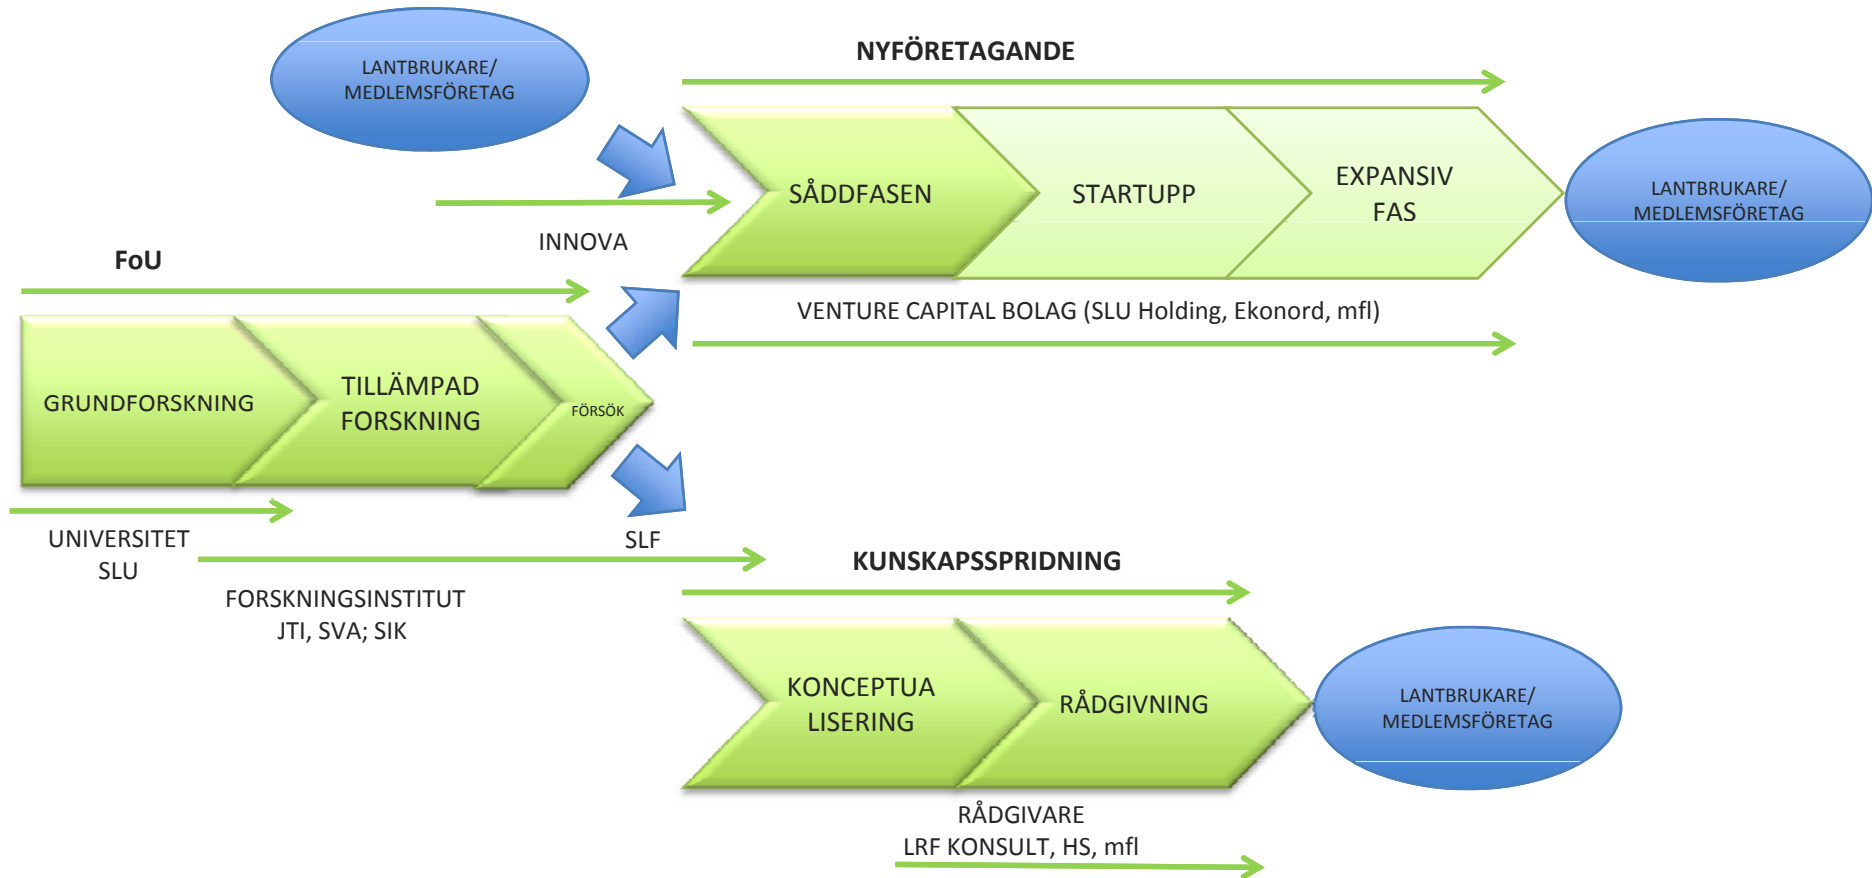 LANTBRUKARE/
MEDLEMSFÖRETAG
NYFÖRETAGANDE
SÅDDFASEN
STARTUPP
EXPANSIV
FAS
LANTBRUKARE/
MEDLEMSFÖRETAG
INNOVA
FoU
VENTURE CAPITAL BOLAG (SLU Holding, Ekonord, mfl)
GRUNDFORSKNING
TILLÄMPAD
FORSKNING
FÖRSÖK
UNIVERSITET
SLU
SLF
FORSKNINGSINSTITUT
JTI, SVA; SIK
KUNSKAPSSPRIDNING
KONCEPTUA
LISERING
RÅDGIVNING
LANTBRUKARE/
MEDLEMSFÖRETAG
RÅDGIVARE
LRF KONSULT, HS, mfl